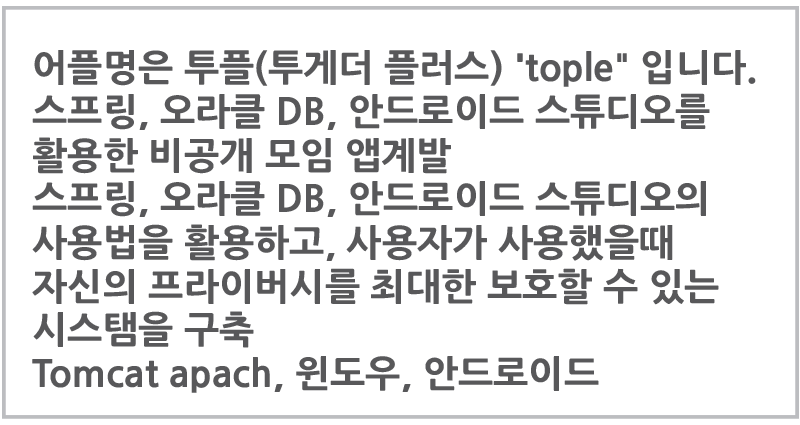 어플명은 투플(투게더 플러스) 'tople" 입니다.
스프링, 오라클 DB, 안드로이드 스튜디오를
활용한 비공개 모임 앱계발
스프링, 오라클 DB, 안드로이드 스튜디오의
사용법을 활용하고, 사용자가 사용했을때
자신의 프라이버시를 최대한 보호할 수 있는
시스탬을 구축
Tomcat apach, 윈도우, 안드로이드